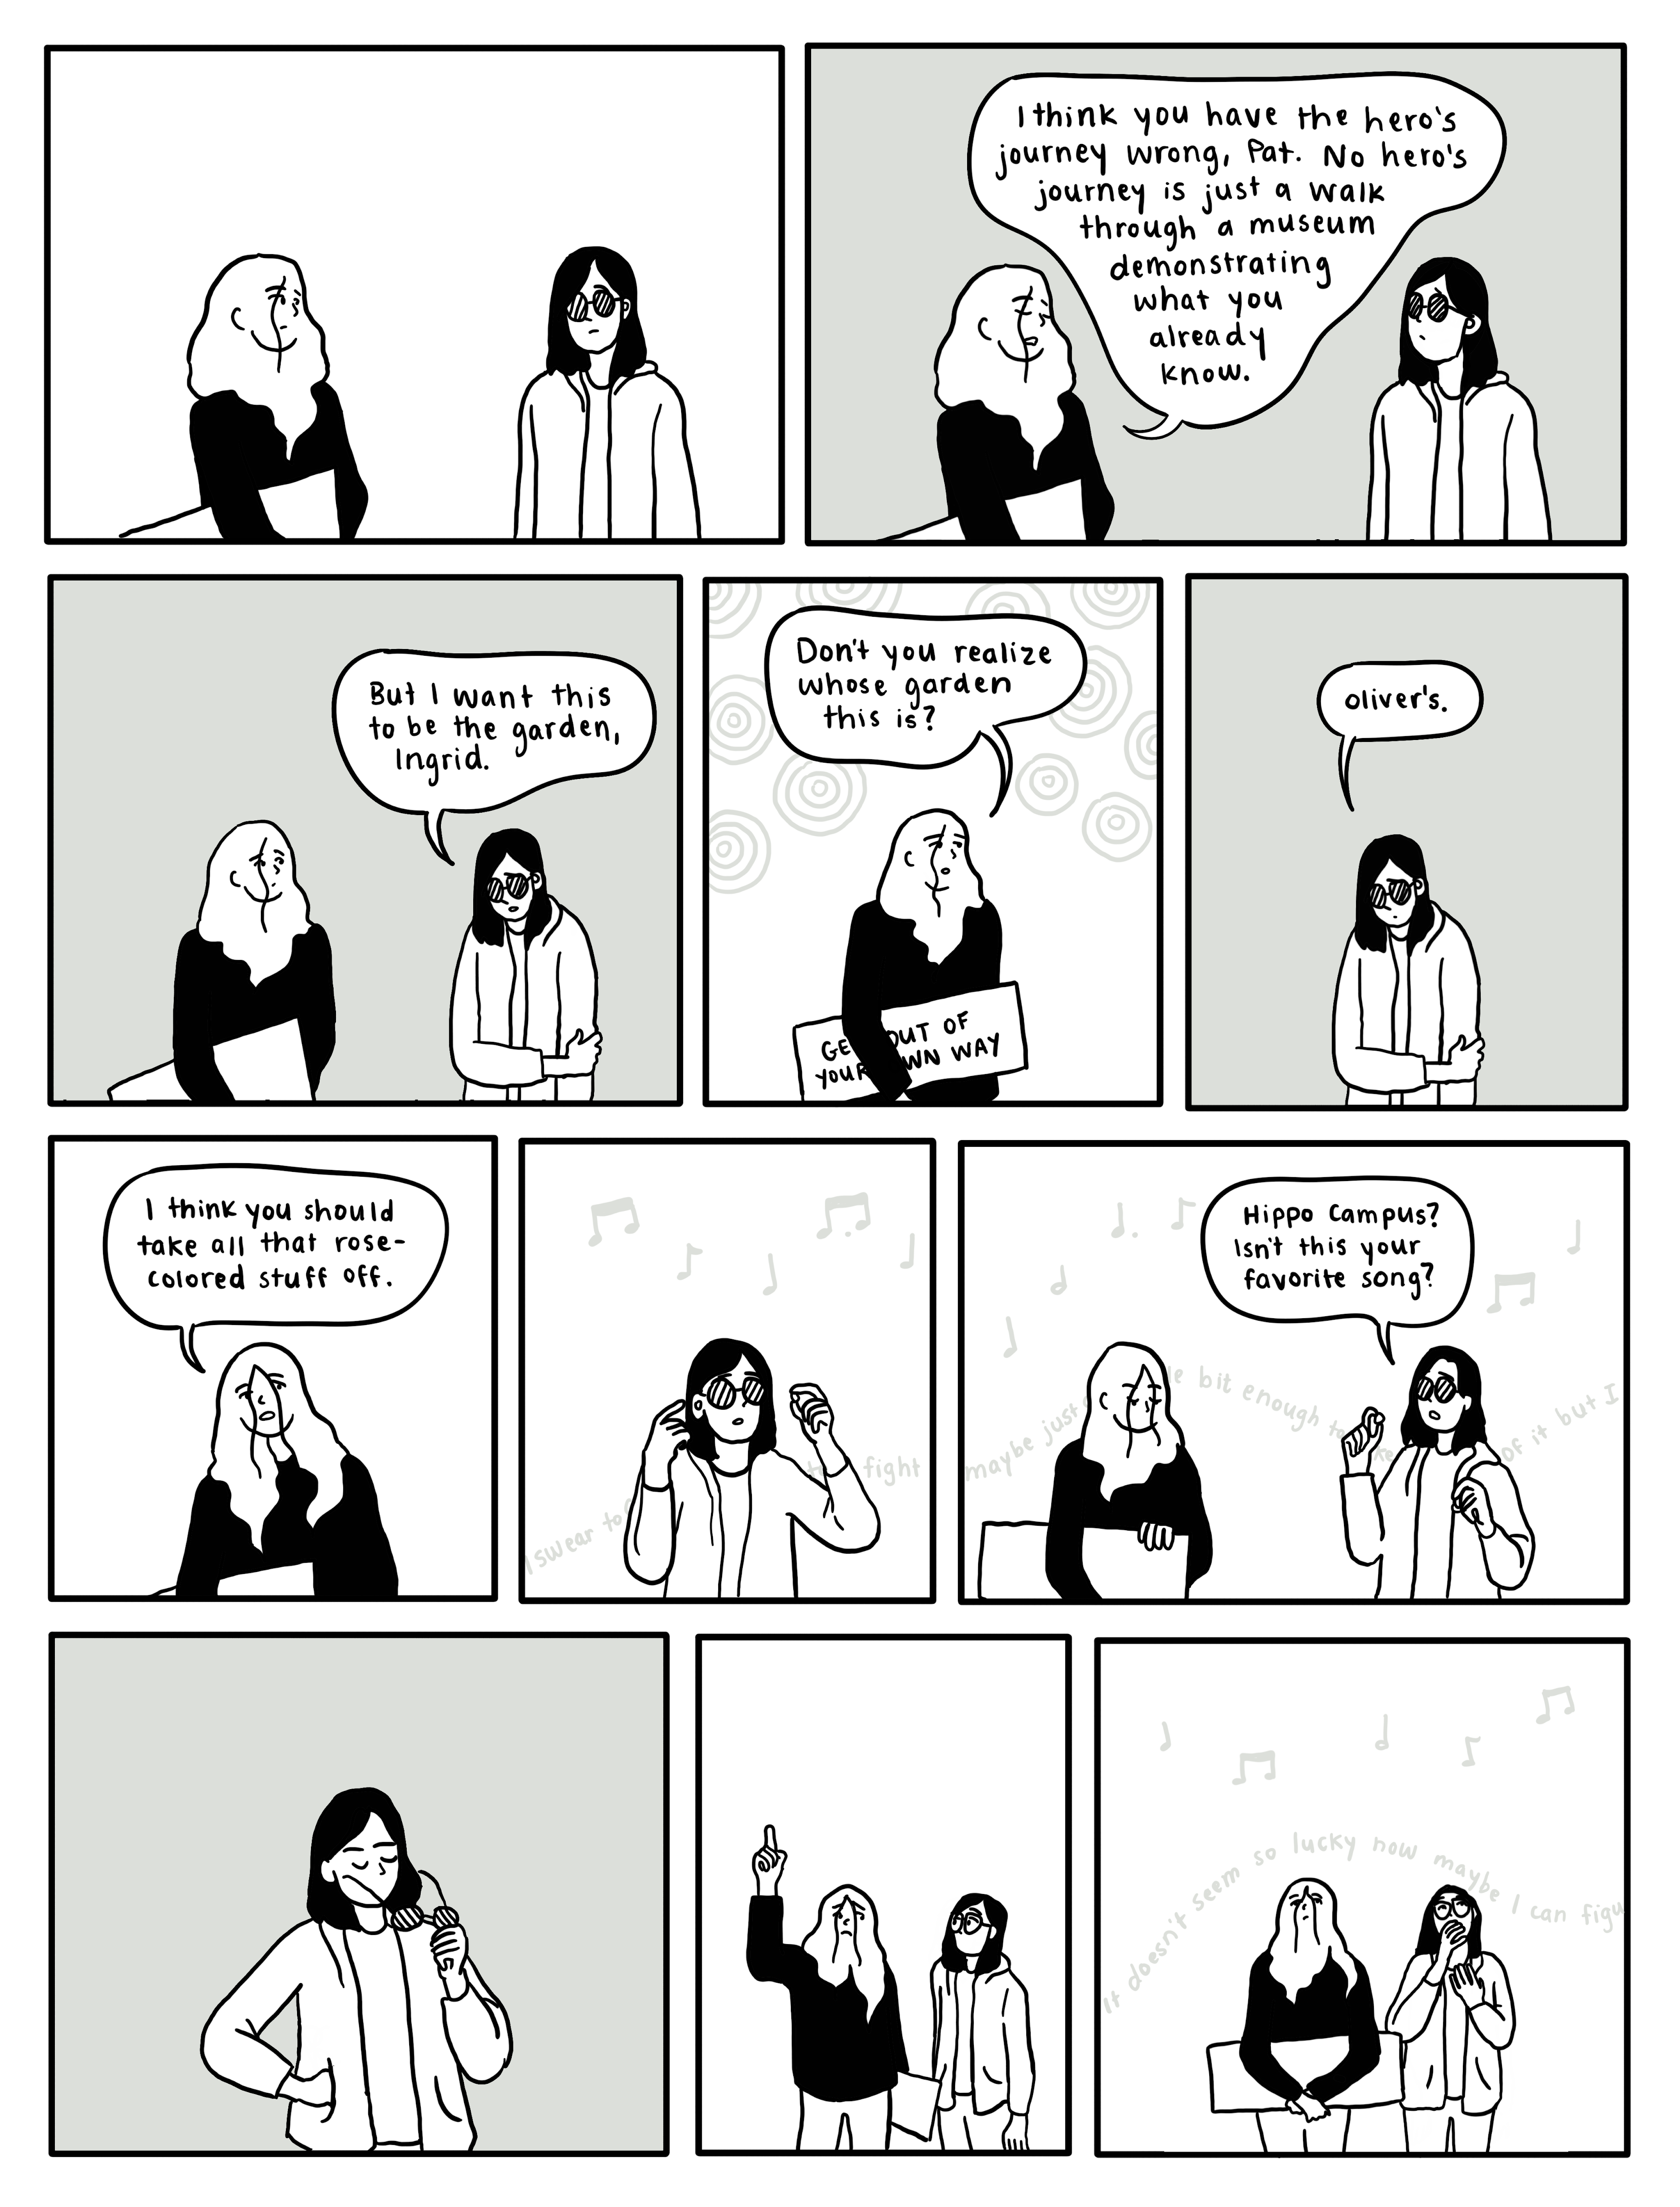 I think you have the hero's
journey wrong, Pat. No hero's
journey is just a walk
through a museum
demonstrating
what you
already
know.
But I want this
to be the garden,
Ingrid.
Don't you realize
whose garden
this is?
GE OUT OF
YOUR WN WAY
oliver's.
I think you should
take all that rose-
colored stuff off.
I swear to fight
Hippo Campus?
Isn't this your
favorite song?
maybe just bit enough to of it but I
It doesn't seem so lucky now maybe I can figu